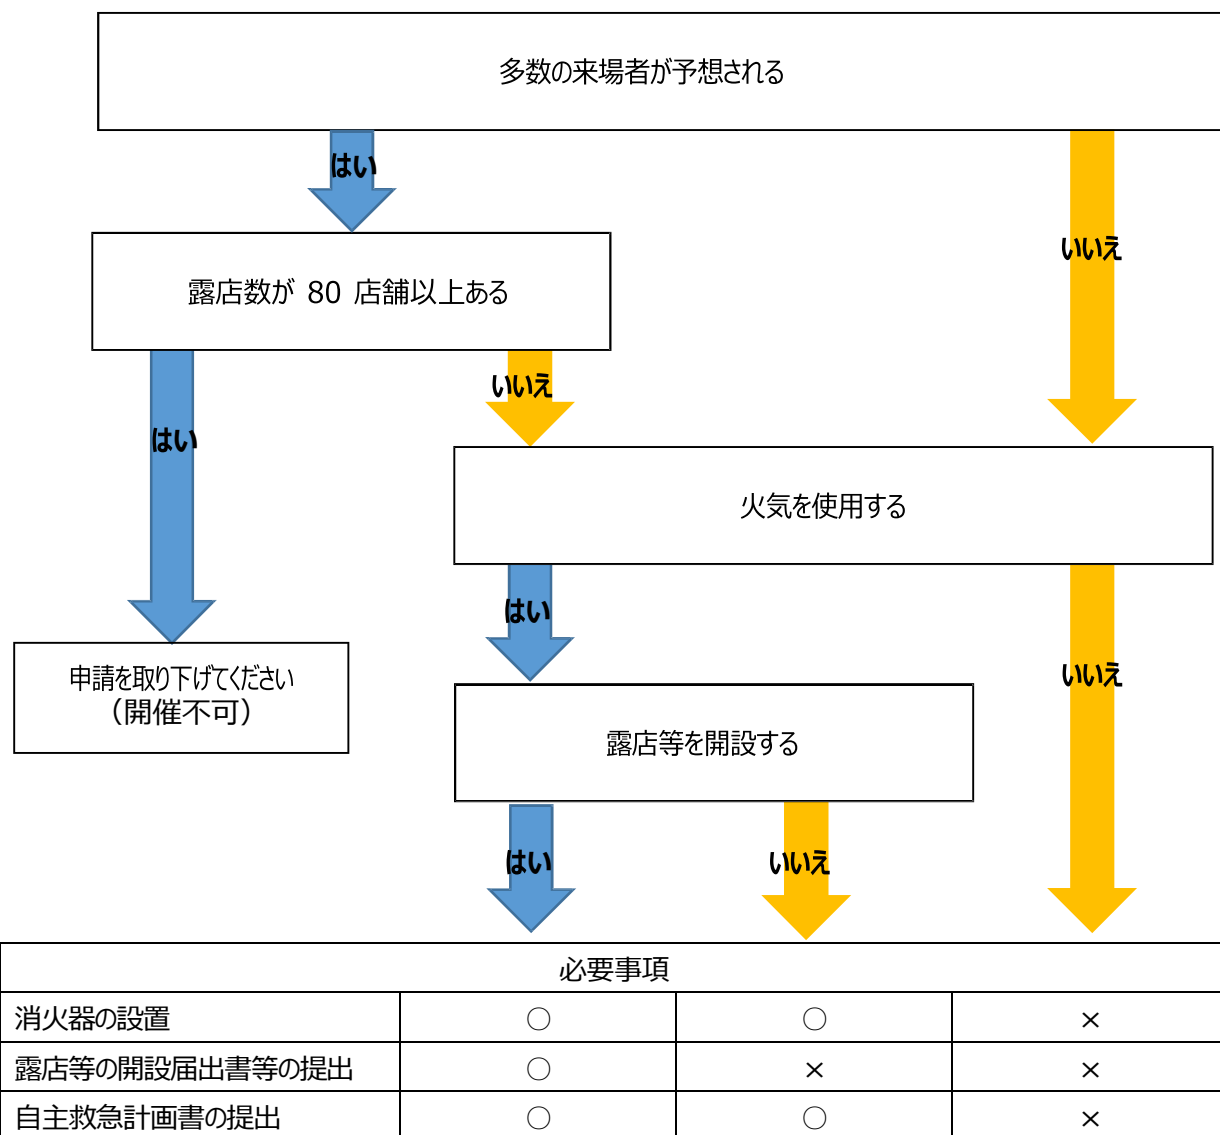 多数の来場者が予想される
はい
いいえ
露店数が 80 店舗以上ある
いいえ
はい
火気を使用する
はい
いいえ
申請を取り下げてください
（開催不可）
露店等を開設する
はい
いいえ
必要事項
消火器の設置 ○ ○ ×
露店等の開設届出書等の提出 ○ × ×
自主救急計画書の提出 ○ ○ ×